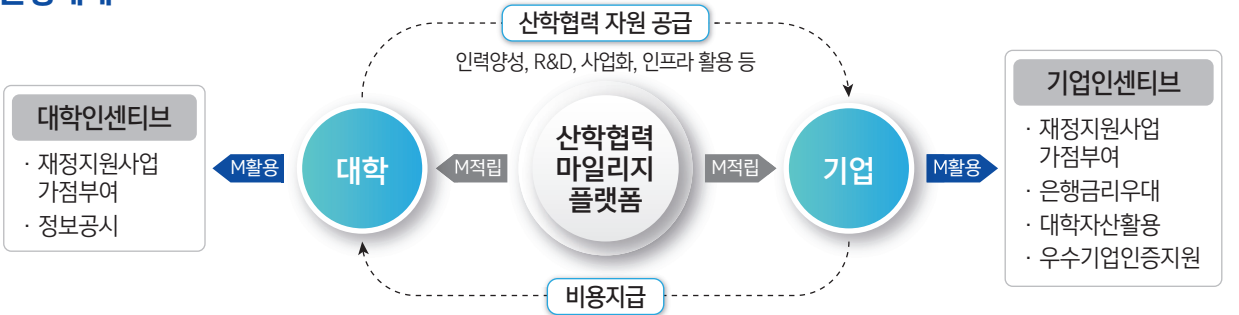 산학협력 자원 공급
인력양성, R&D, 사업화, 인프라 활용 등
대학인센티브
· 재정지원사업
가점부여
· 정보공시
M활용
대학
M적립
산학협력
마일리지
플랫폼
M적립
기업
M활용
기업인센티브
· 재정지원사업
가점부여
· 은행금리우대
· 대학자산활용
· 우수기업인증지원
비용지급